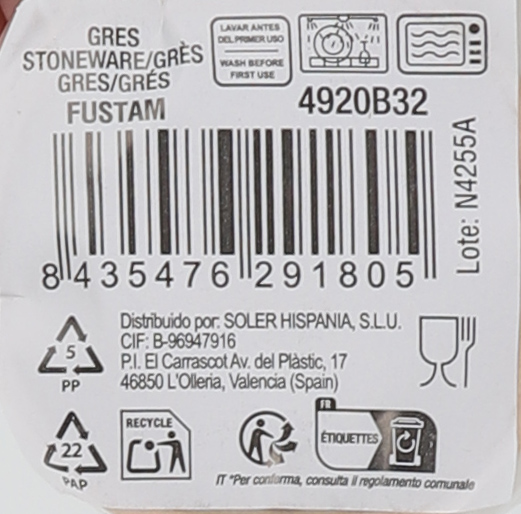 GRES
STONEWARE/GRÈS
GRES/GRÉS
FUSTAM
LAVAR ANTES
DEL PRIMER USO
WASH BEFORE
FIRST USE
4920B32
Lote: N4255A
8 435476 291805
Distribuido por: SOLER HISPANIA, S.L.U.
CIF: B-96947916
P.I. El Carrascot Av. del Plàstic, 17
46850 L'Olleria, Valencia (Spain)
5
PP
22
PAP
RECYCLE
FR
ÉTIQUETTES
IT "Per conforma, consulta il regolamento comunale